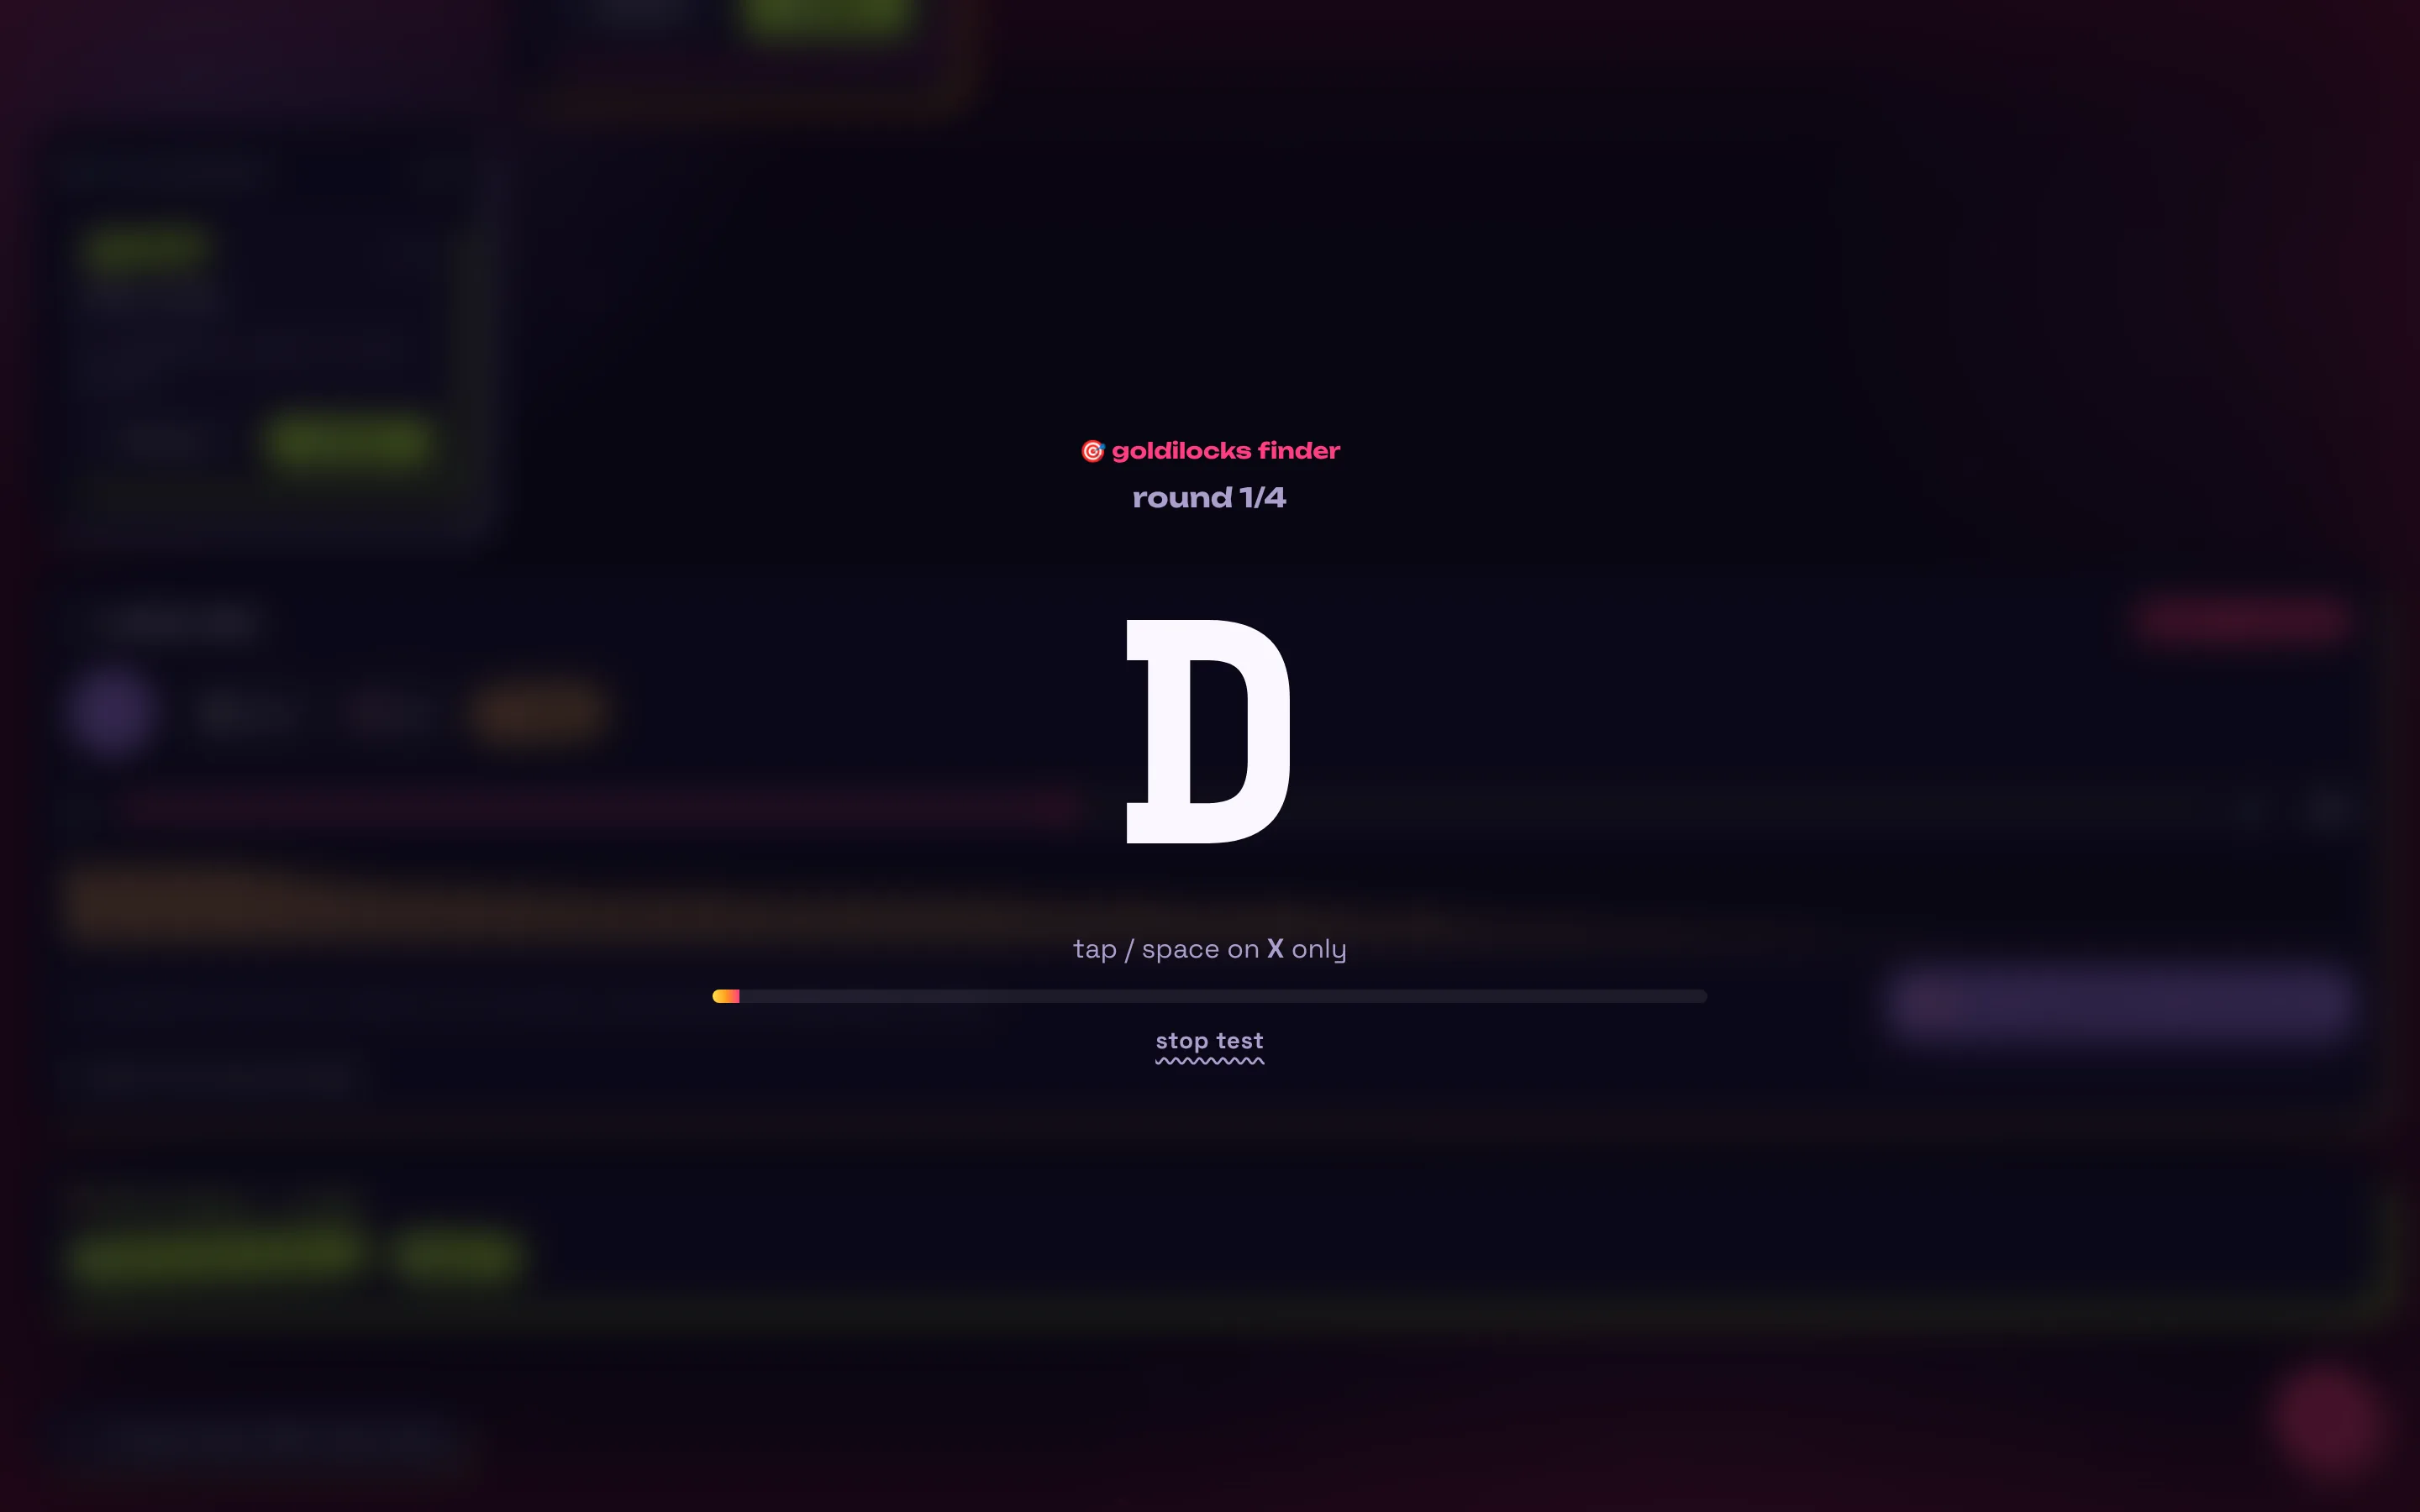 🎯 goldilocks finder
round 1/4
D
tap / space on X only
stop test